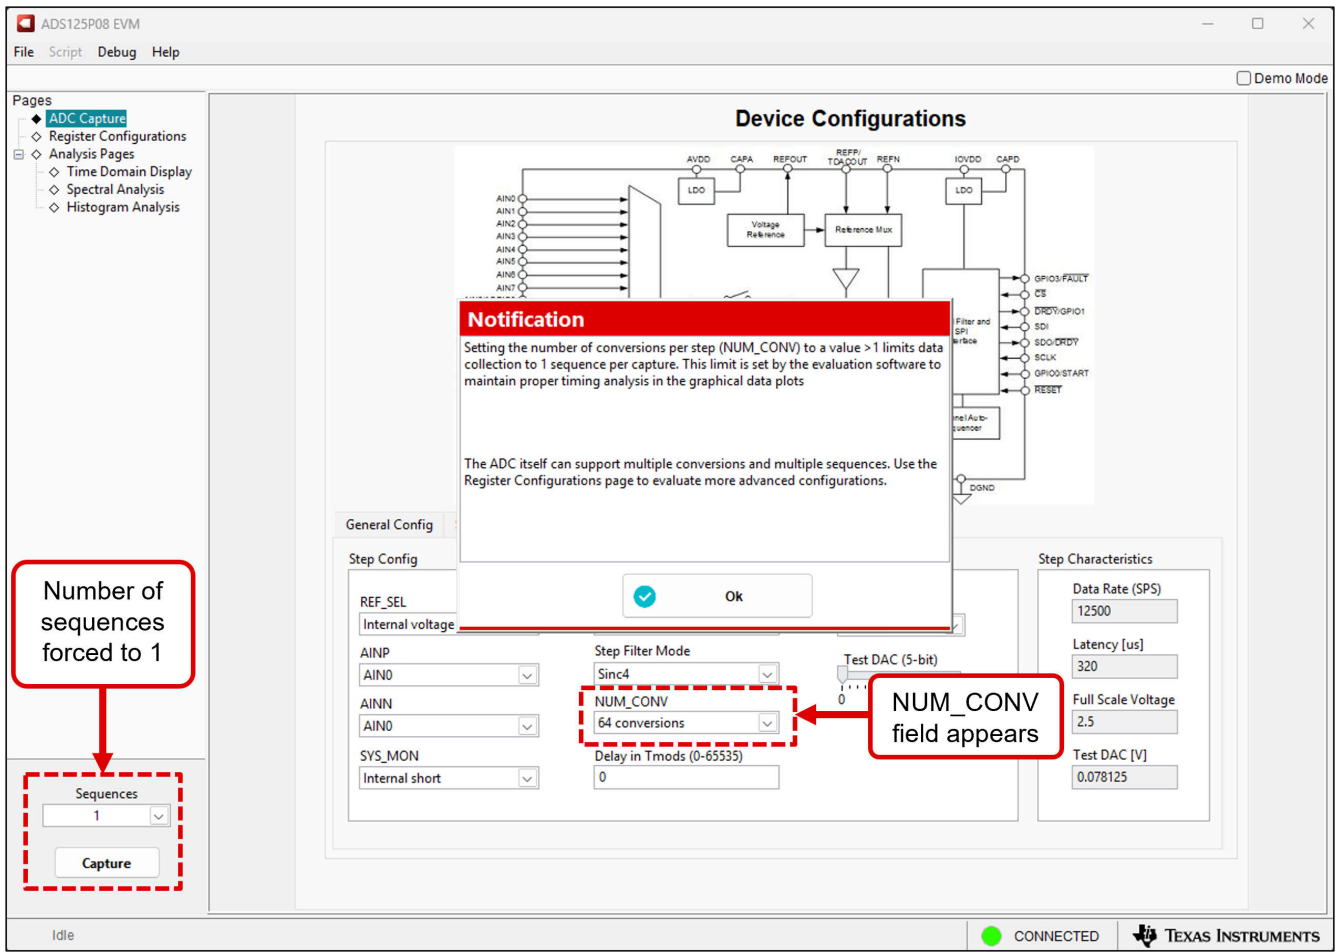 ADS125P08 EVM
File Script Debug Help
Demo Mode
Pages
ADC Capture
Register Configurations
Analysis Pages
Time Domain Display
Spectral Analysis
Histogram Analysis
Device Configurations
AVDD CAPA REFOUT REFP/ TDACOUT REFN IOVDD CAPD
LDO
LDO
AIN0
AIN1
AIN2
AIN3
AIN4
AIN5
AIN6
AIN7
Voltage
Reference
Reference Mux
GPIO3/FAULT
CS
DRDY/GPIO1
SDI
SDO/DRDY
SCLK
GPIO0/START
RESET
Filter and
SPI
DGND
Notification
Setting the number of conversions per step (NUM_CONV) to a value >1 limits data
collection to 1 sequence per capture. This limit is set by the evaluation software to
maintain proper timing analysis in the graphical data plots
The ADC itself can support multiple conversions and multiple sequences. Use the
Register Configurations page to evaluate more advanced configurations.
Ok
General Config
Step Config
REF_SEL
Internal voltage
AINP
AIN0
AINN
AIN0
SYS_MON
Internal short
Step Filter Mode
Sinc4
NUM_CONV
64 conversions
Delay in Tmods (0-65535)
0
Test DAC (5-bit)
0
NUM_CONV
field appears
Step Characteristics
Data Rate (SPS)
12500
Latency [us]
320
Full Scale Voltage
2.5
Test DAC [V]
0.078125
Number of
sequences
forced to 1
Sequences
1
Capture
Idle
CONNECTED
TEXAS INSTRUMENTS